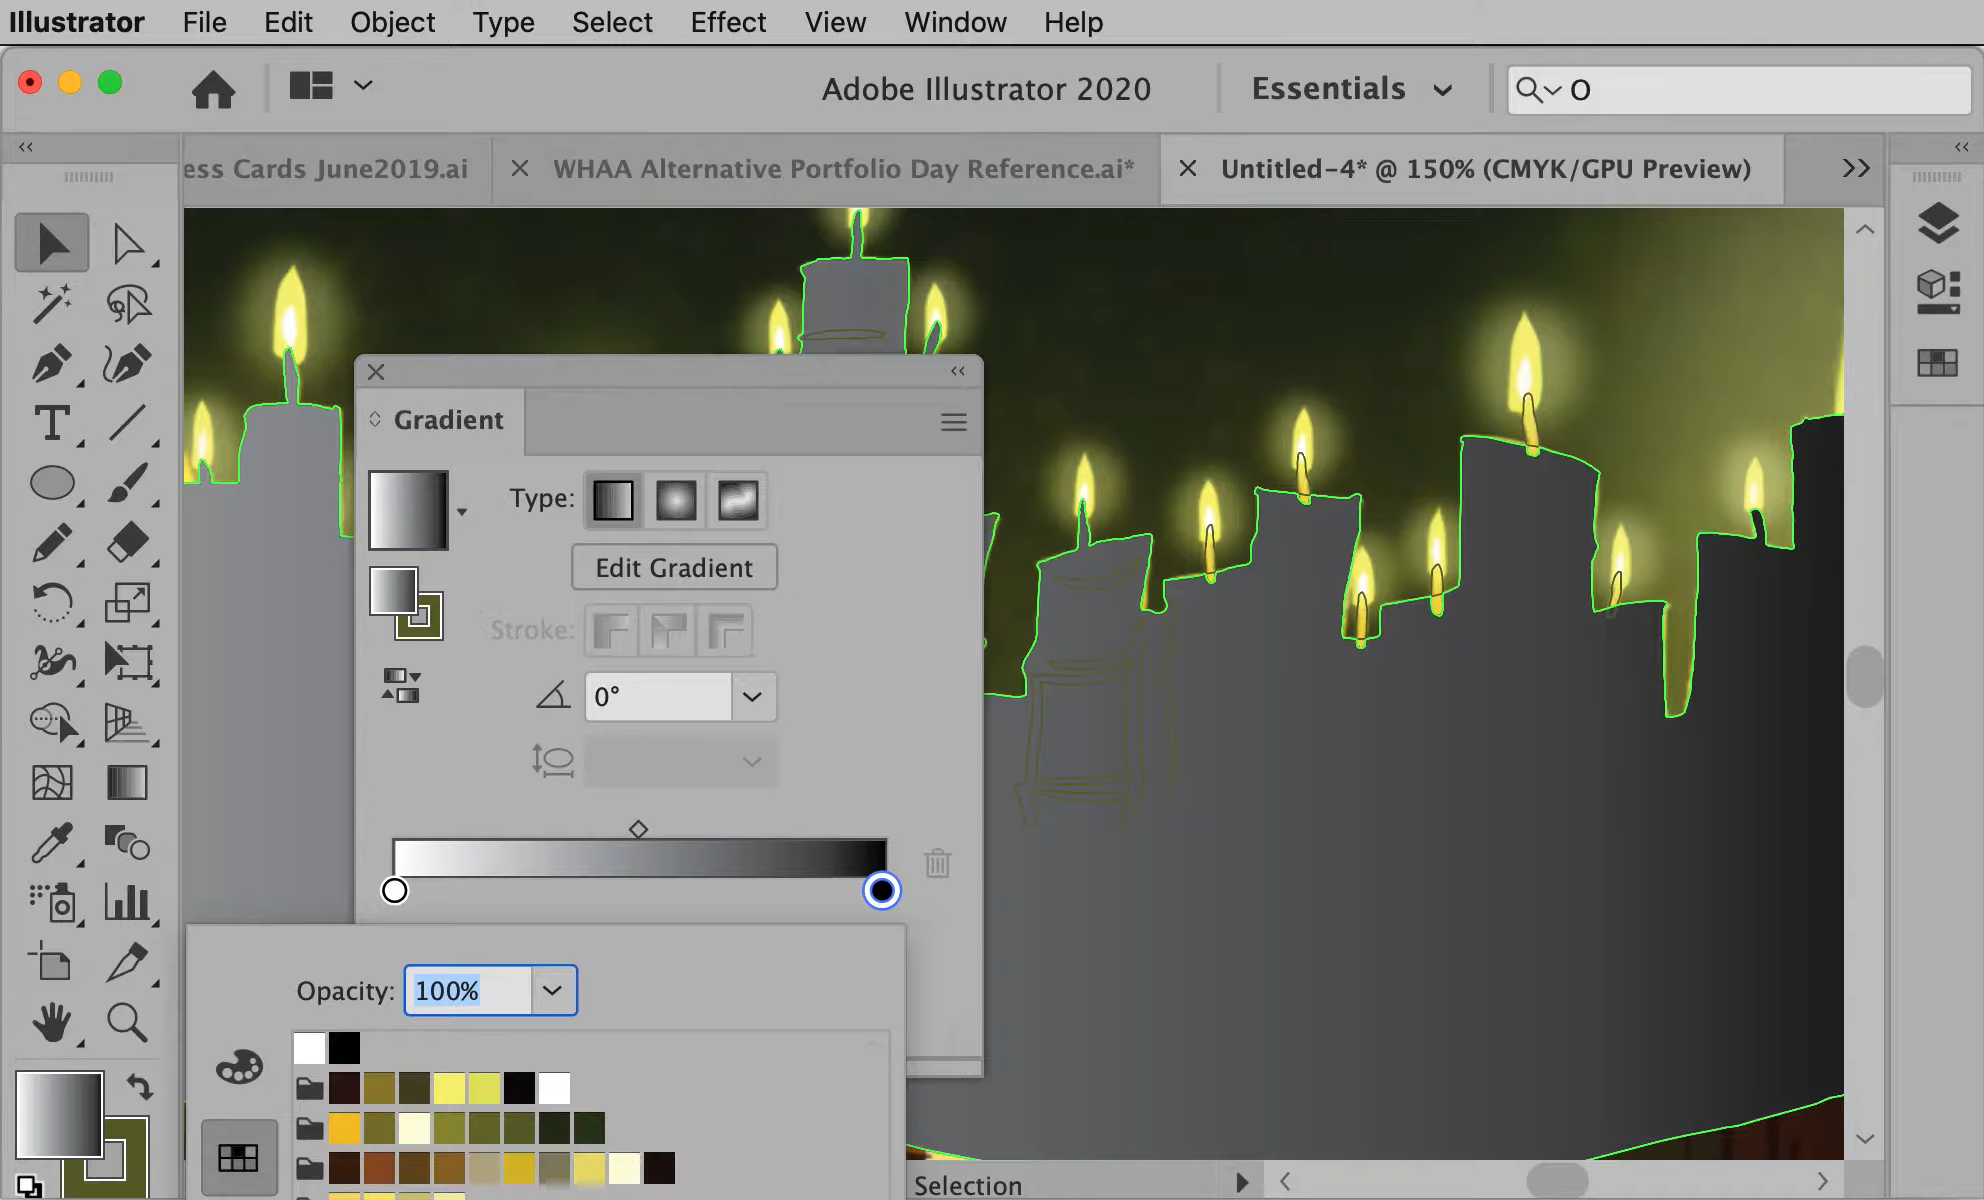 Illustrator File Edit Object Type Select Effect View Window Help
Adobe Illustrator 2020 Essentials O
ess Cards June2019.ai WHAA Alternative Portfolio Day Reference.ai* Untitled-4* @ 150% (CMYK/GPU Preview)
Gradient
Type:
Edit Gradient
Stroke:
0°
Opacity: 100%
Selection